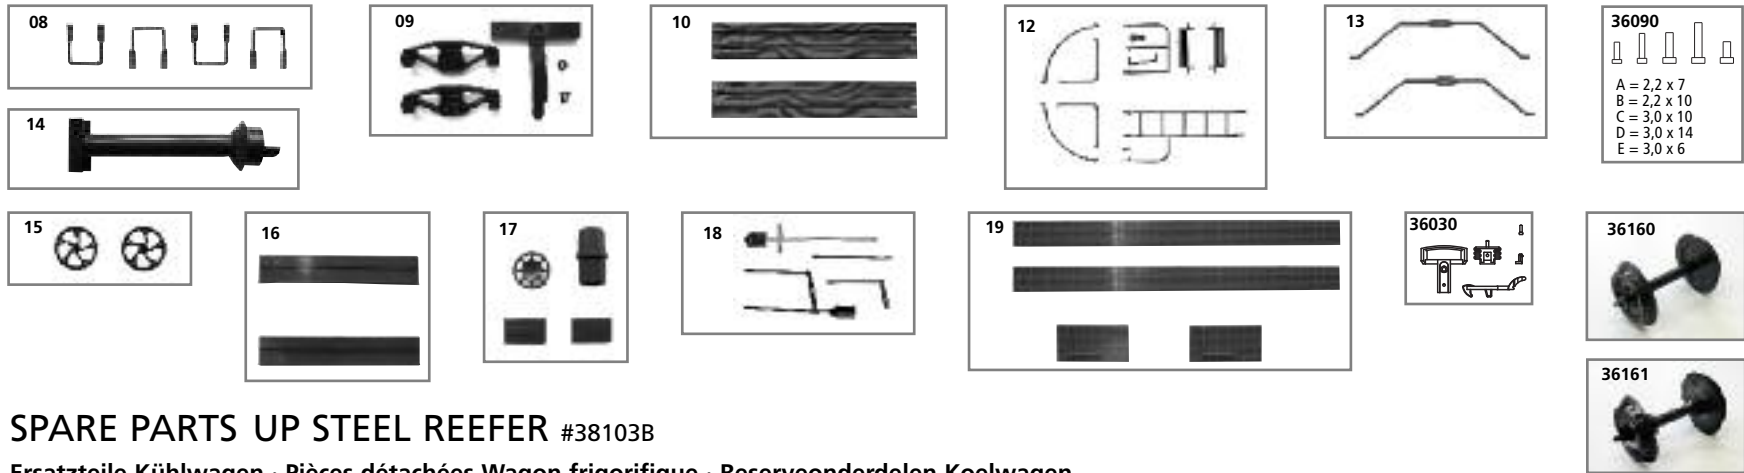 08
09
10
12
13
36090
A = 2,2 x 7
B = 2,2 x 10
C = 3,0 x 10
D = 3,0 x 14
E = 3,0 x 6
14
15
16
17
18
19
36030
36160
36161
SPARE PARTS UP STEEL REEFER #38103B
Ersatzteile Kühlwagen · Pièces détachées Wagon frigorifique · Reserveonderdelen Koelwagen